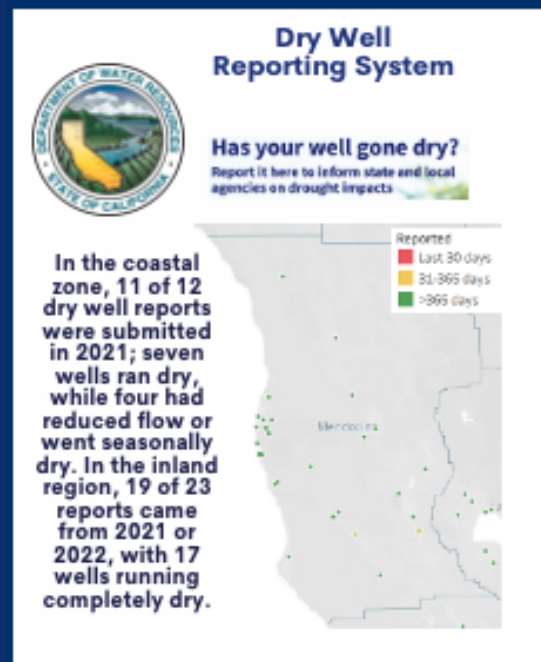 Dry Well
Reporting System
DEPARTMENT OF WATER RESOURCES
STATE OF CALIFORNIA
Has your well gone dry?
Report it here to inform state and local
agencies on drought impacts
Reported
Last 30 days
31-365 days
>365 days
Mendocino
In the coastal
zone, 11 of 12
dry well reports
were submitted
in 2021; seven
wells ran dry,
while four had
reduced flow or
went seasonally
dry. In the inland
region, 19 of 23
reports came
from 2021 or
2022, with 17
wells running
completely dry.